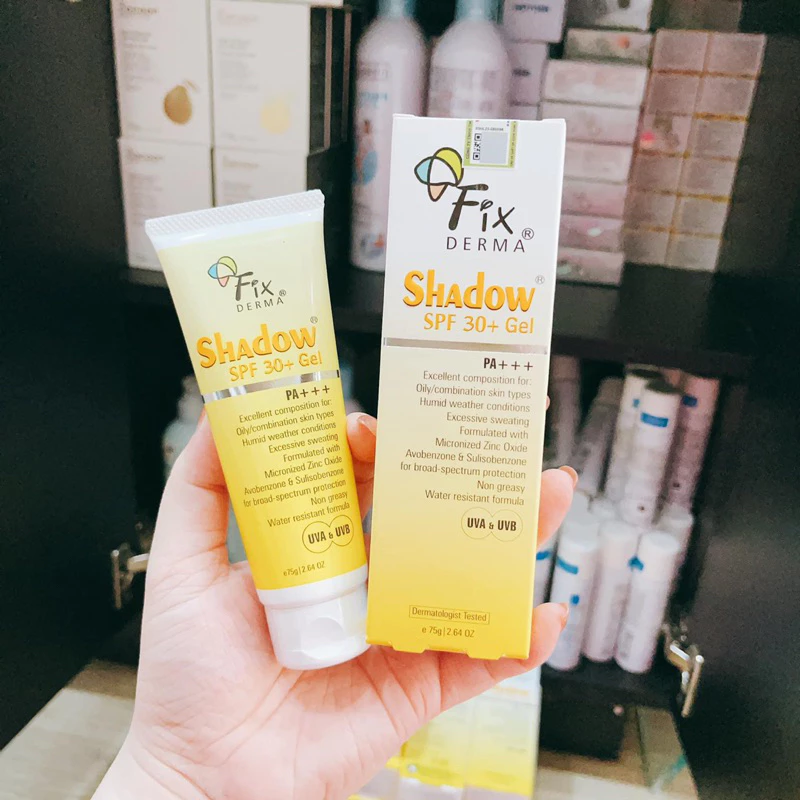 Fix
DERMA®
Shadow®
SPF 30+ Gel
PA+++
Excellent composition for:
Oily/combination skin types
Humid weather conditions
Excessive sweating
Formulated with
Micronized Zinc Oxide
Avobenzone & Sulisobenzone
for broad-spectrum protection
Non greasy
Water resistant formula
UVA & UVB
e75g|2.64 OZ
Fix®
DERMA
Shadow®
SPF 30+ Gel
PA+++
Excellent composition for:
Oily/combination skin types
Humid weather conditions
Excessive sweating
Formulated with
Micronized Zinc Oxide
Avobenzone & Sulisobenzone
for broad-spectrum protection
Non greasy
Water resistant formula
UVA & UVB
Dermatologist Tested
e 75g|2.64 OZ